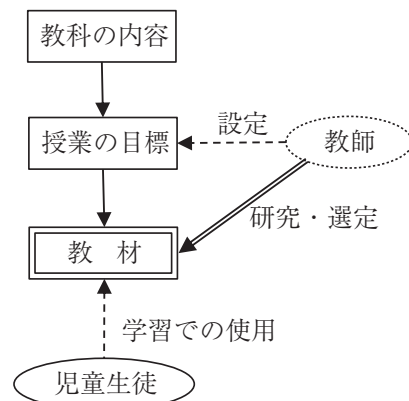 教科の内容
授業の目標
設定
教師
研究・選定
教 材
学習での使用
児童生徒